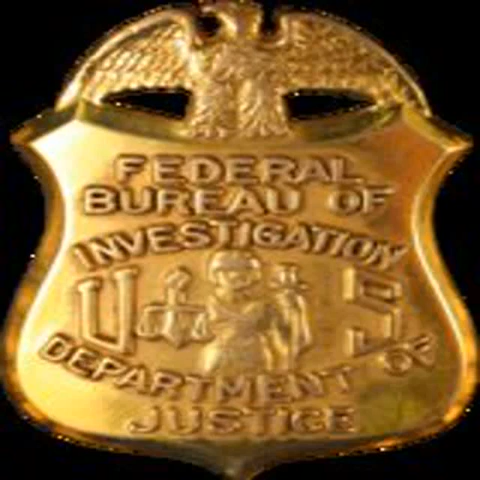 FEDERAL
BUREAU OF
INVESTIGATION
U S
DEPARTMENT OF
JUSTICE